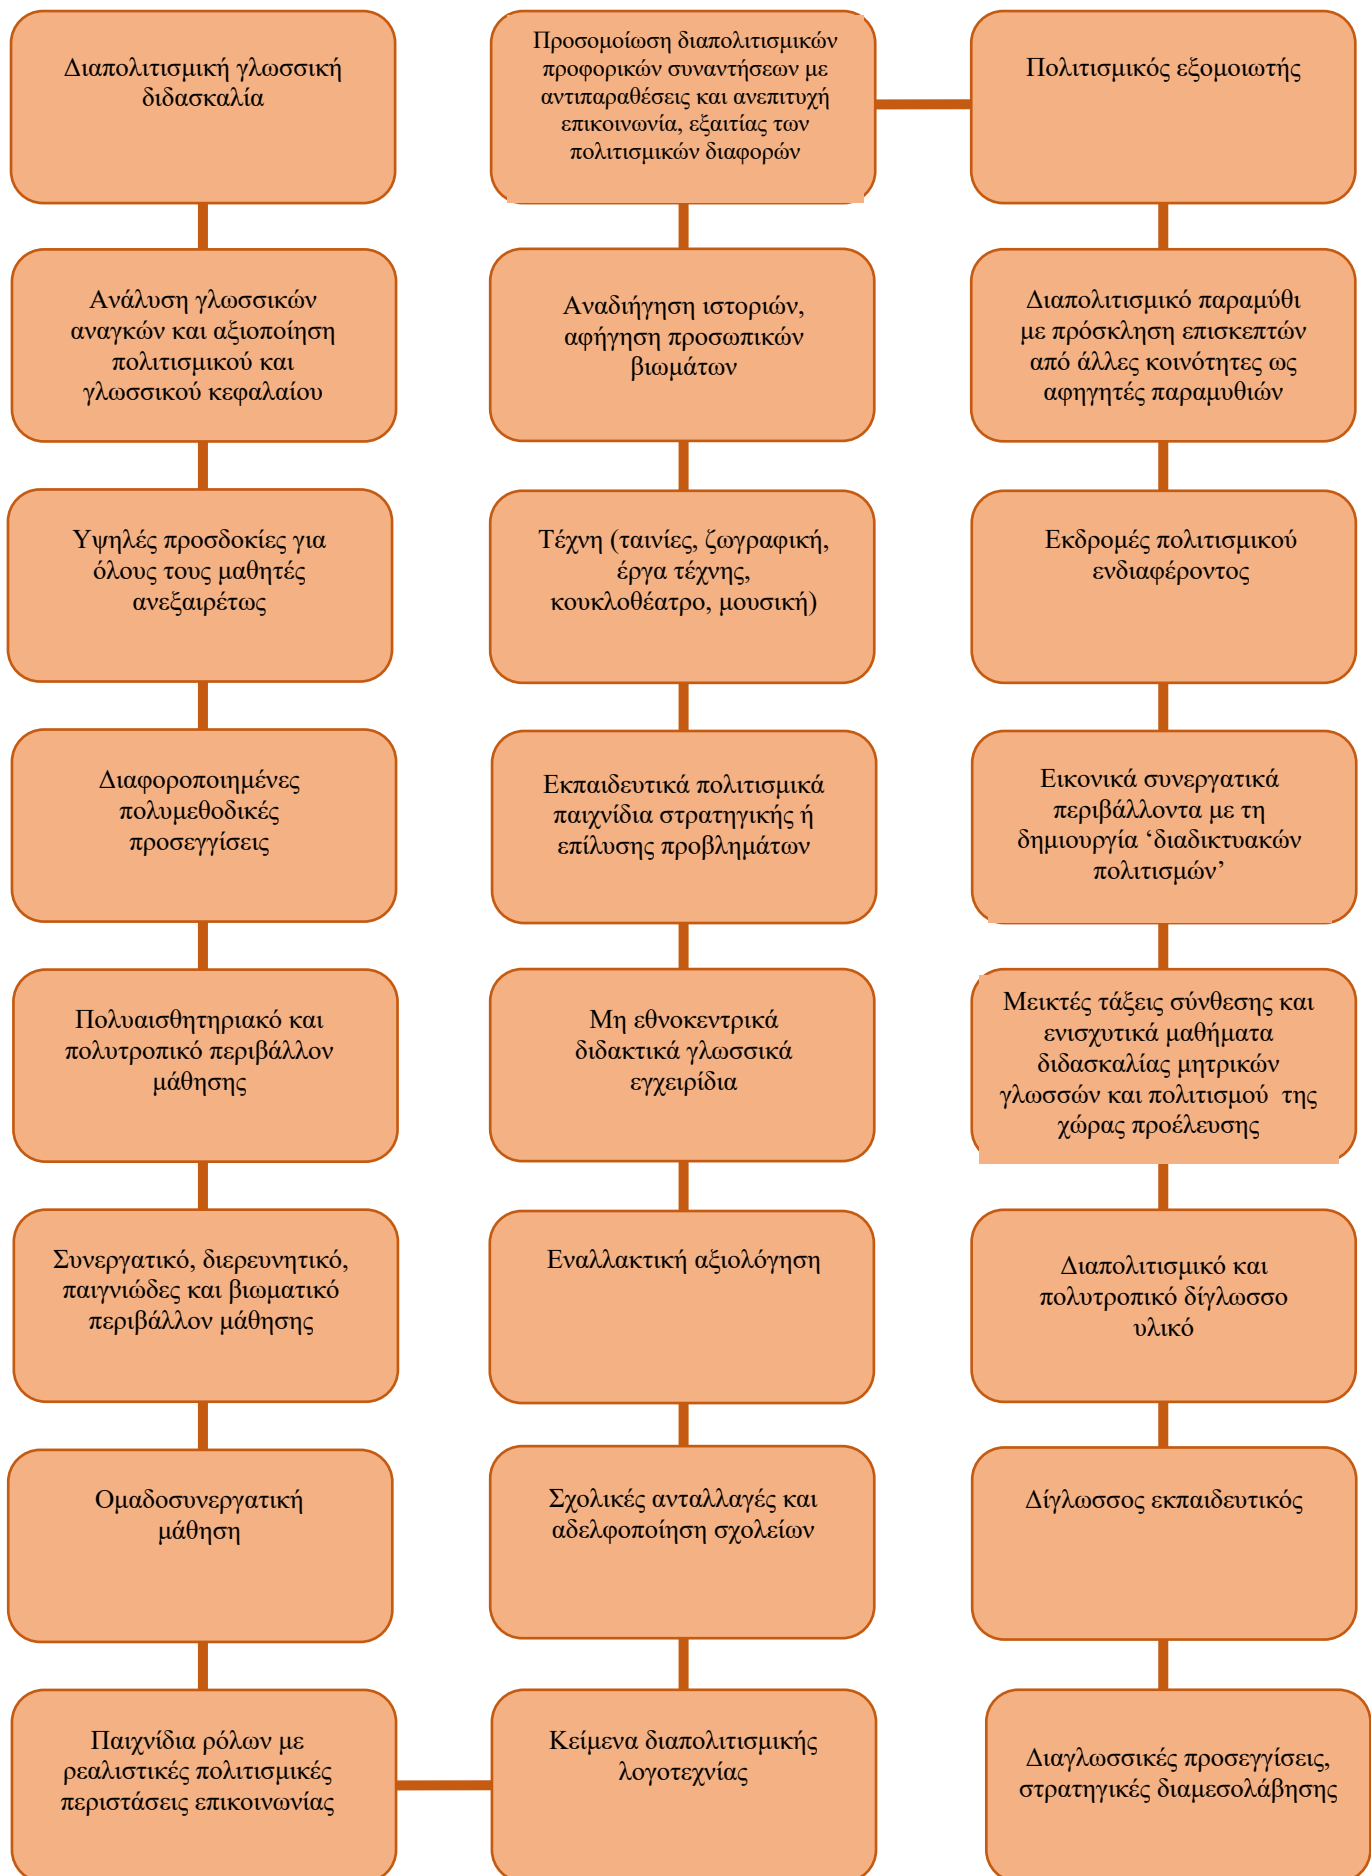 Διαπολιτισμική γλωσσική
διδασκαλία
Ανάλυση γλωσσικών
αναγκών και αξιοποίηση
πολιτισμικού και
γλωσσικού κεφαλαίου
Υψηλές προσδοκίες για
όλους τους μαθητές
ανεξαιρέτως
Διαφοροποιημένες
πολυμεθοδικές
προσεγγίσεις
Πολυαισθητηριακό και
πολυτροπικό περιβάλλον
μάθησης
Συνεργατικό, διερευνητικό,
παιγνιώδες και βιωματικό
περιβάλλον μάθησης
Ομαδοσυνεργατική
μάθηση
Παιχνίδια ρόλων με
ρεαλιστικές πολιτισμικές
περιστάσεις επικοινωνίας
Κείμενα διαπολιτισμικής
λογοτεχνίας
Σχολικές ανταλλαγές και
αδελφοποίηση σχολείων
Εναλλακτική αξιολόγηση
Μη εθνοκεντρικά
διδακτικά γλωσσικά
εγχειρίδια
Εκπαιδευτικά πολιτισμικά
παιχνίδια στρατηγικής ή
επίλυσης προβλημάτων
Τέχνη (ταινίες, ζωγραφική,
έργα τέχνης,
κουκλοθέατρο, μουσική)
Αναδιήγηση ιστοριών,
αφήγηση προσωπικών
βιωμάτων
Προσομοίωση διαπολιτισμικών
προφορικών συναντήσεων με
αντιπαραθέσεις και ανεπιτυχή
επικοινωνία, εξαιτίας των
πολιτισμικών διαφορών
Πολιτισμικός εξομοιωτής
Διαπολιτισμικό παραμύθι
με πρόσκληση επισκεπτών
από άλλες κοινότητες ως
αφηγητές παραμυθιών
Εκδρομές πολιτισμικού
ενδιαφέροντος
Εικονικά συνεργατικά
περιβάλλοντα με τη
δημιουργία ‘διαδικτυακών
πολιτισμών’
Μεικτές τάξεις σύνθεσης και
ενισχυτικά μαθήματα
διδασκαλίας μητρικών
γλωσσών και πολιτισμού  της
χώρας προέλευσης
Διαπολιτισμικό και
πολυτροπικό δίγλωσσο
υλικό
Δίγλωσσος εκπαιδευτικός
Διαγλωσσικές προσεγγίσεις,
στρατηγικές διαμεσολάβησης